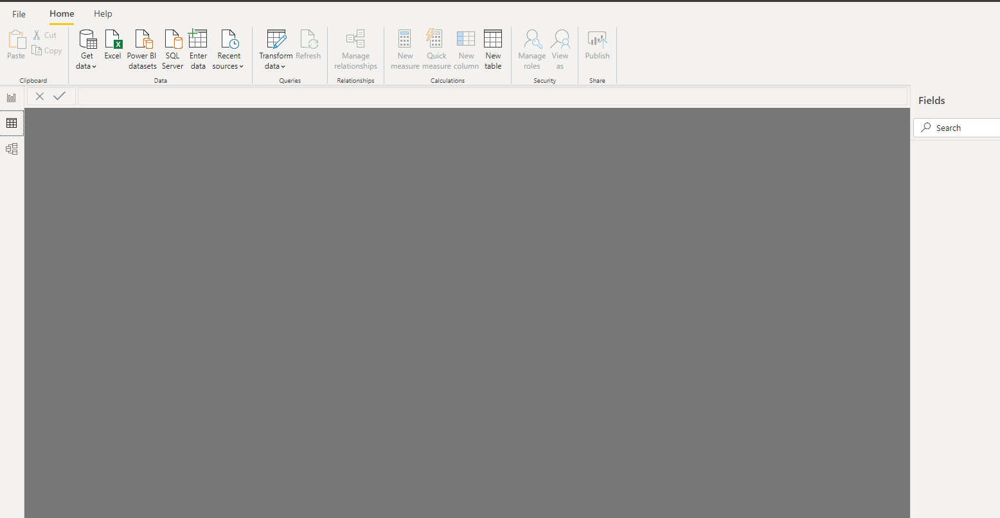 File Home Help
Paste Cut
Copy
Clipboard
Get data
Excel
Power BI datasets
SQL Server
Enter data
Recent sources
Data
Transform data
Refresh
Queries
Manage relationships
Relationships
New measure
Quick measure
New column
New table
Calculations
Manage roles
View as
Security
Publish
Share
Fields
Search